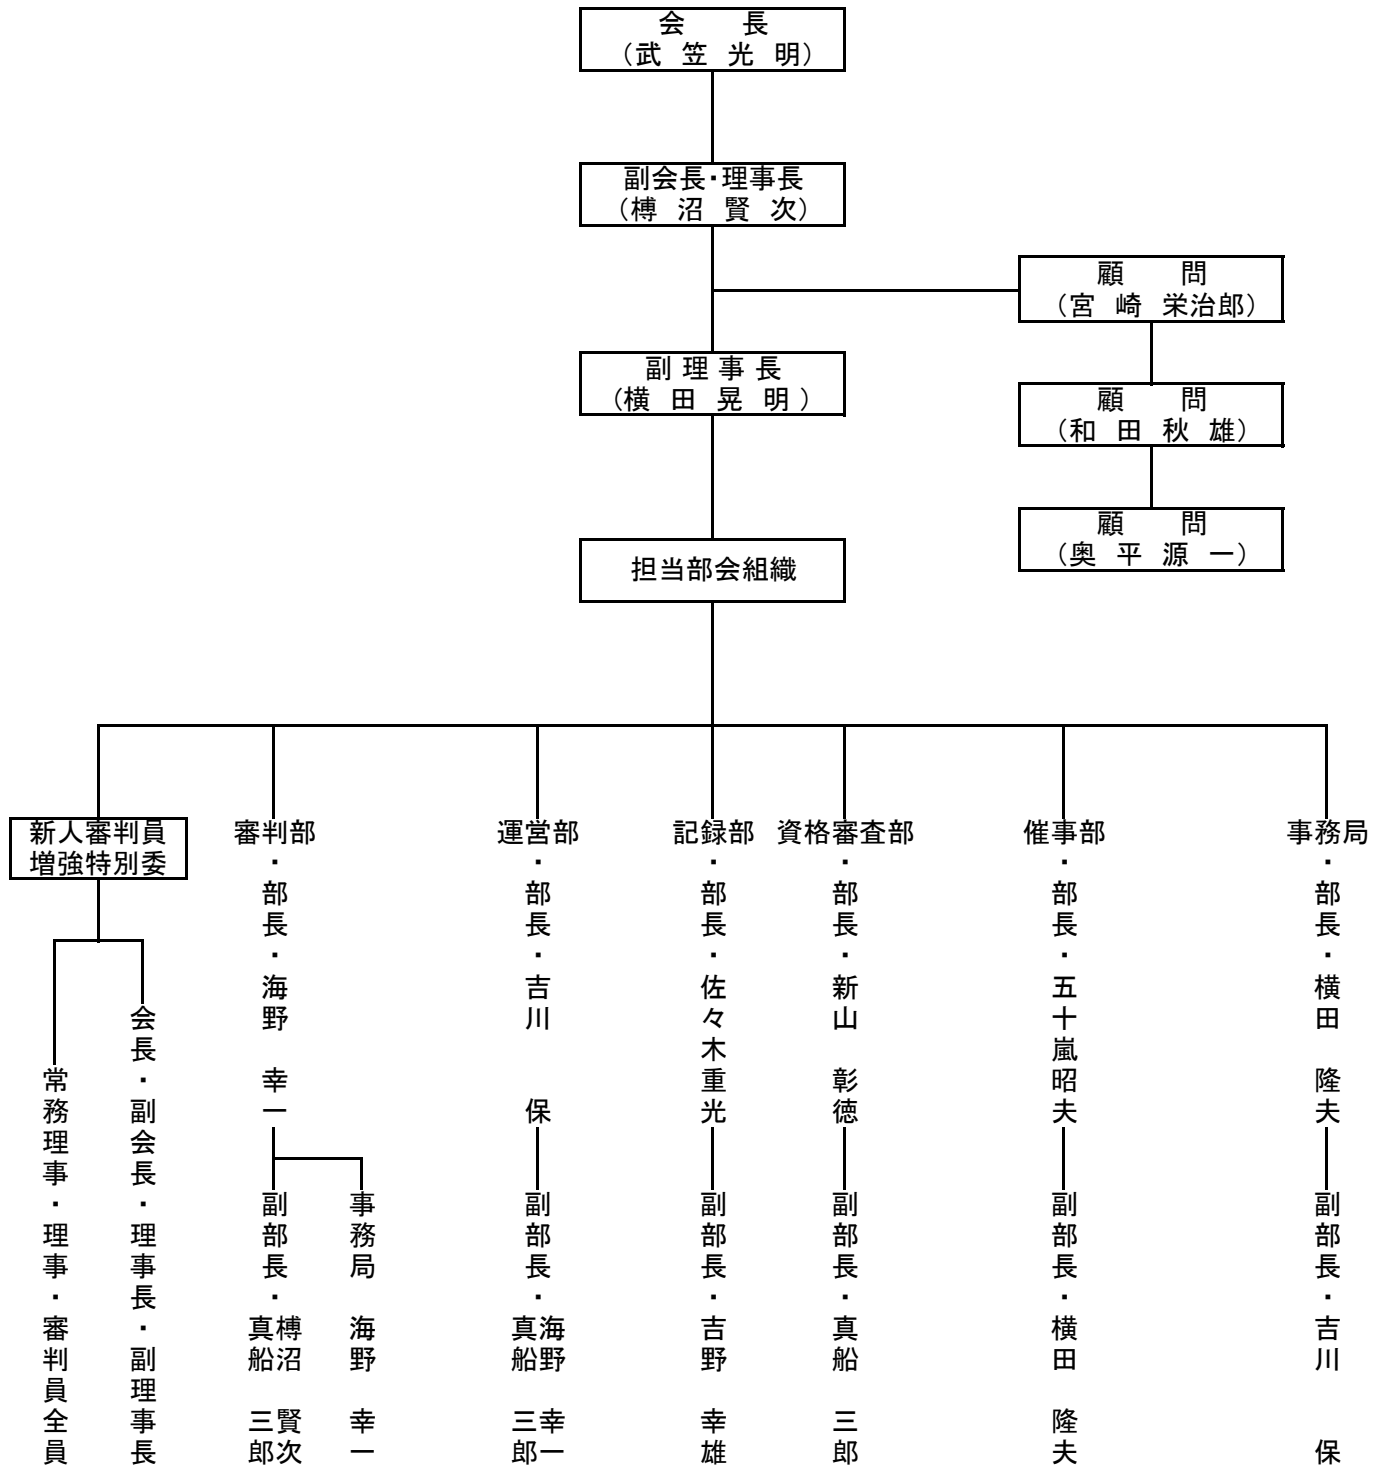 会　　長
（武 笠 光 明）
副会長･理事長
（榑 沼 賢 次）
顧　　問
（宮 崎 栄治郎）
副 理 事 長
（横 田 晃 明 ）
顧　　問
（和 田 秋 雄）
顧　　問
（奥 平 源 一）
担当部会組織
新人審判員
増強特別委
会長・副会長・理事長・副理事長
常務理事・理事・審判員全員
審判部
・部長・海野　幸一
副部長・榑沼　賢次
真船　三郎
事務局　海野　幸一
運営部
・部長・吉川　　保
副部長・海野　幸一
真船　三郎
記録部
・部長・佐々木重光
副部長・吉野　幸雄
資格審査部
・部長・新山　彰徳
副部長・真船　三郎
催事部
・部長・五十嵐昭夫
副部長・横田　隆夫
事務局
・部長・横田　隆夫
副部長・吉川　　保